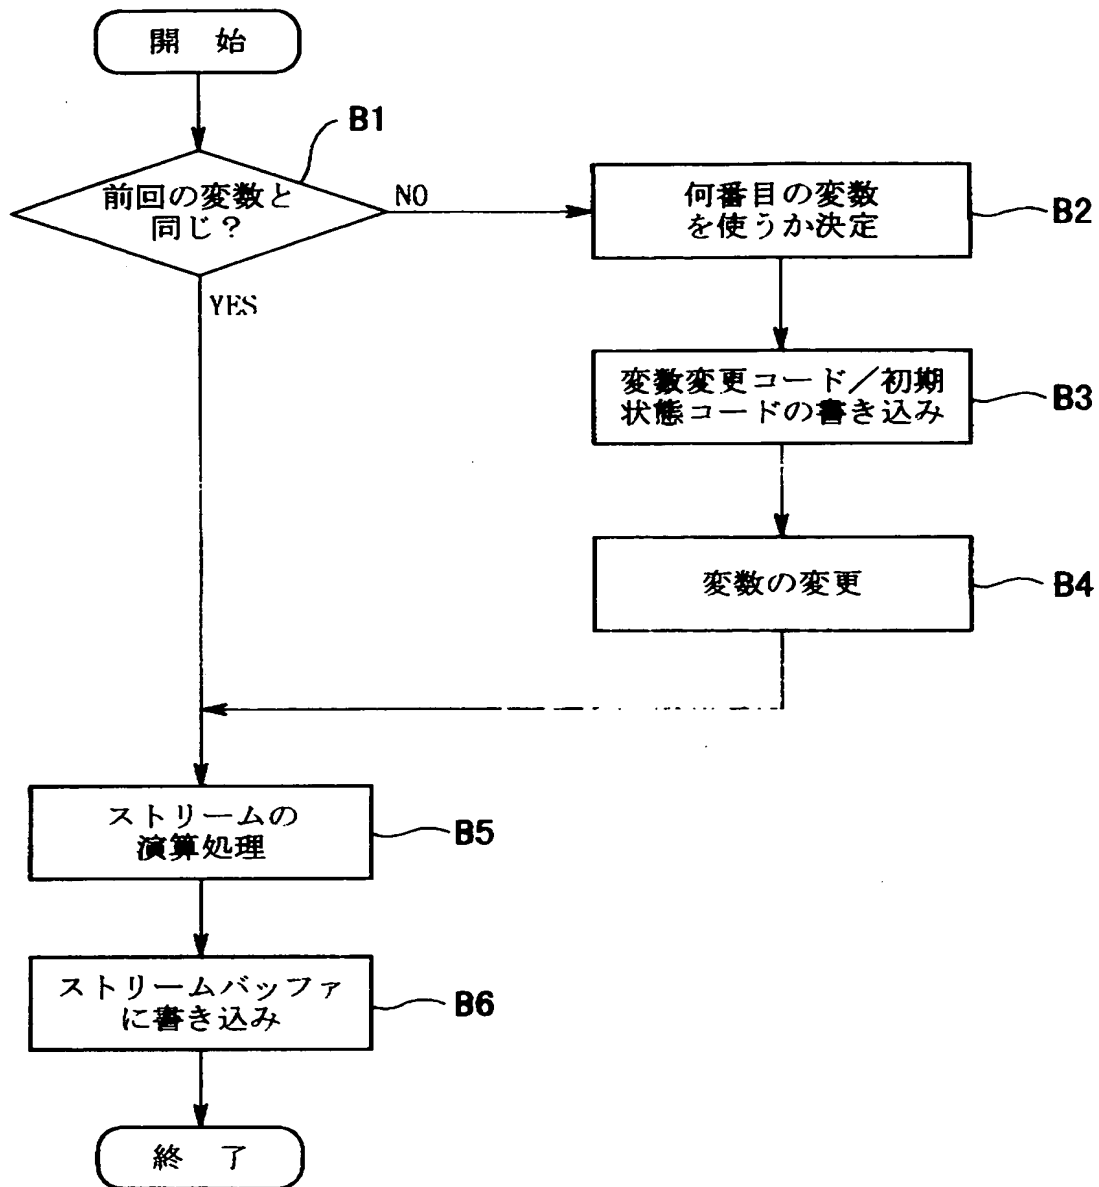 開 始
B1
前回の変数と
同じ？
NO
YES
何番目の変数
を使うか決定
B2
変数変更コード／初期
状態コードの書き込み
B3
変数の変更
B4
ストリームの
演算処理
B5
ストリームバッファ
に書き込み
B6
終 了